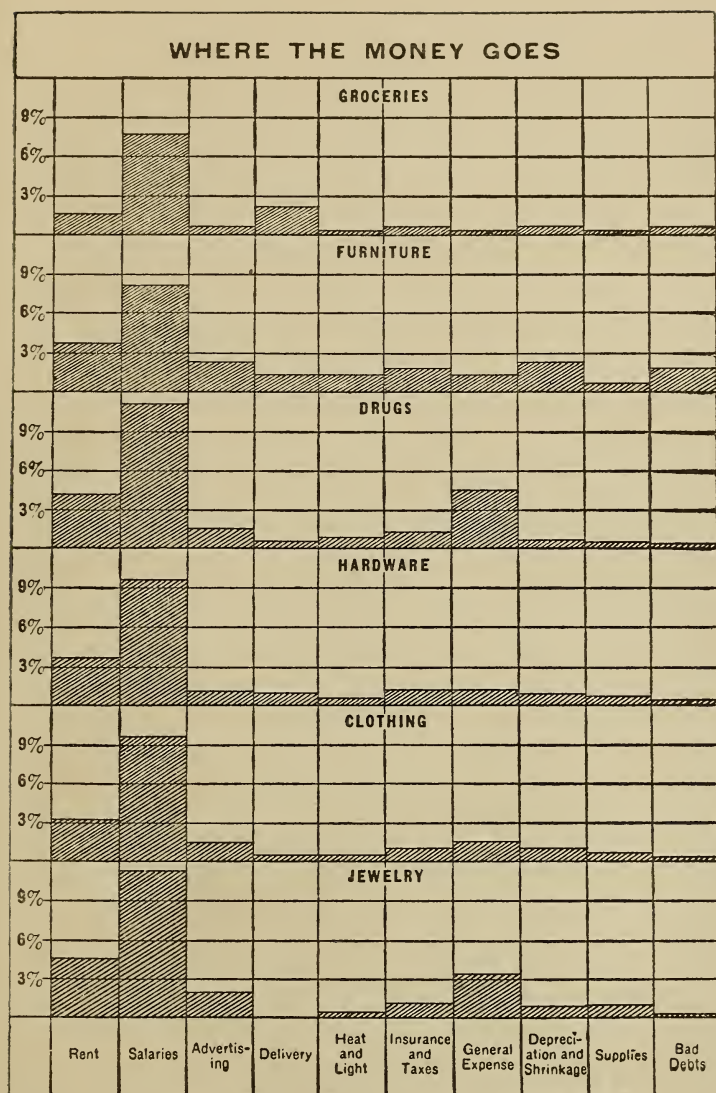 WHERE THE MONEY GOES
GROCERIES
9%
6%
3%
FURNITURE
9%
6%
3%
DRUGS
9%
6%
3%
HARDWARE
9%
6%
3%
CLOTHING
9%
6%
3%
JEWELRY
9%
6%
3%
Rent
Salaries
Advertis-
ing
Delivery
Heat
and
Light
Insurance
and
Taxes
General
Expense
Depreci-
ation and
Shrinkage
Supplies
Bad
Debts